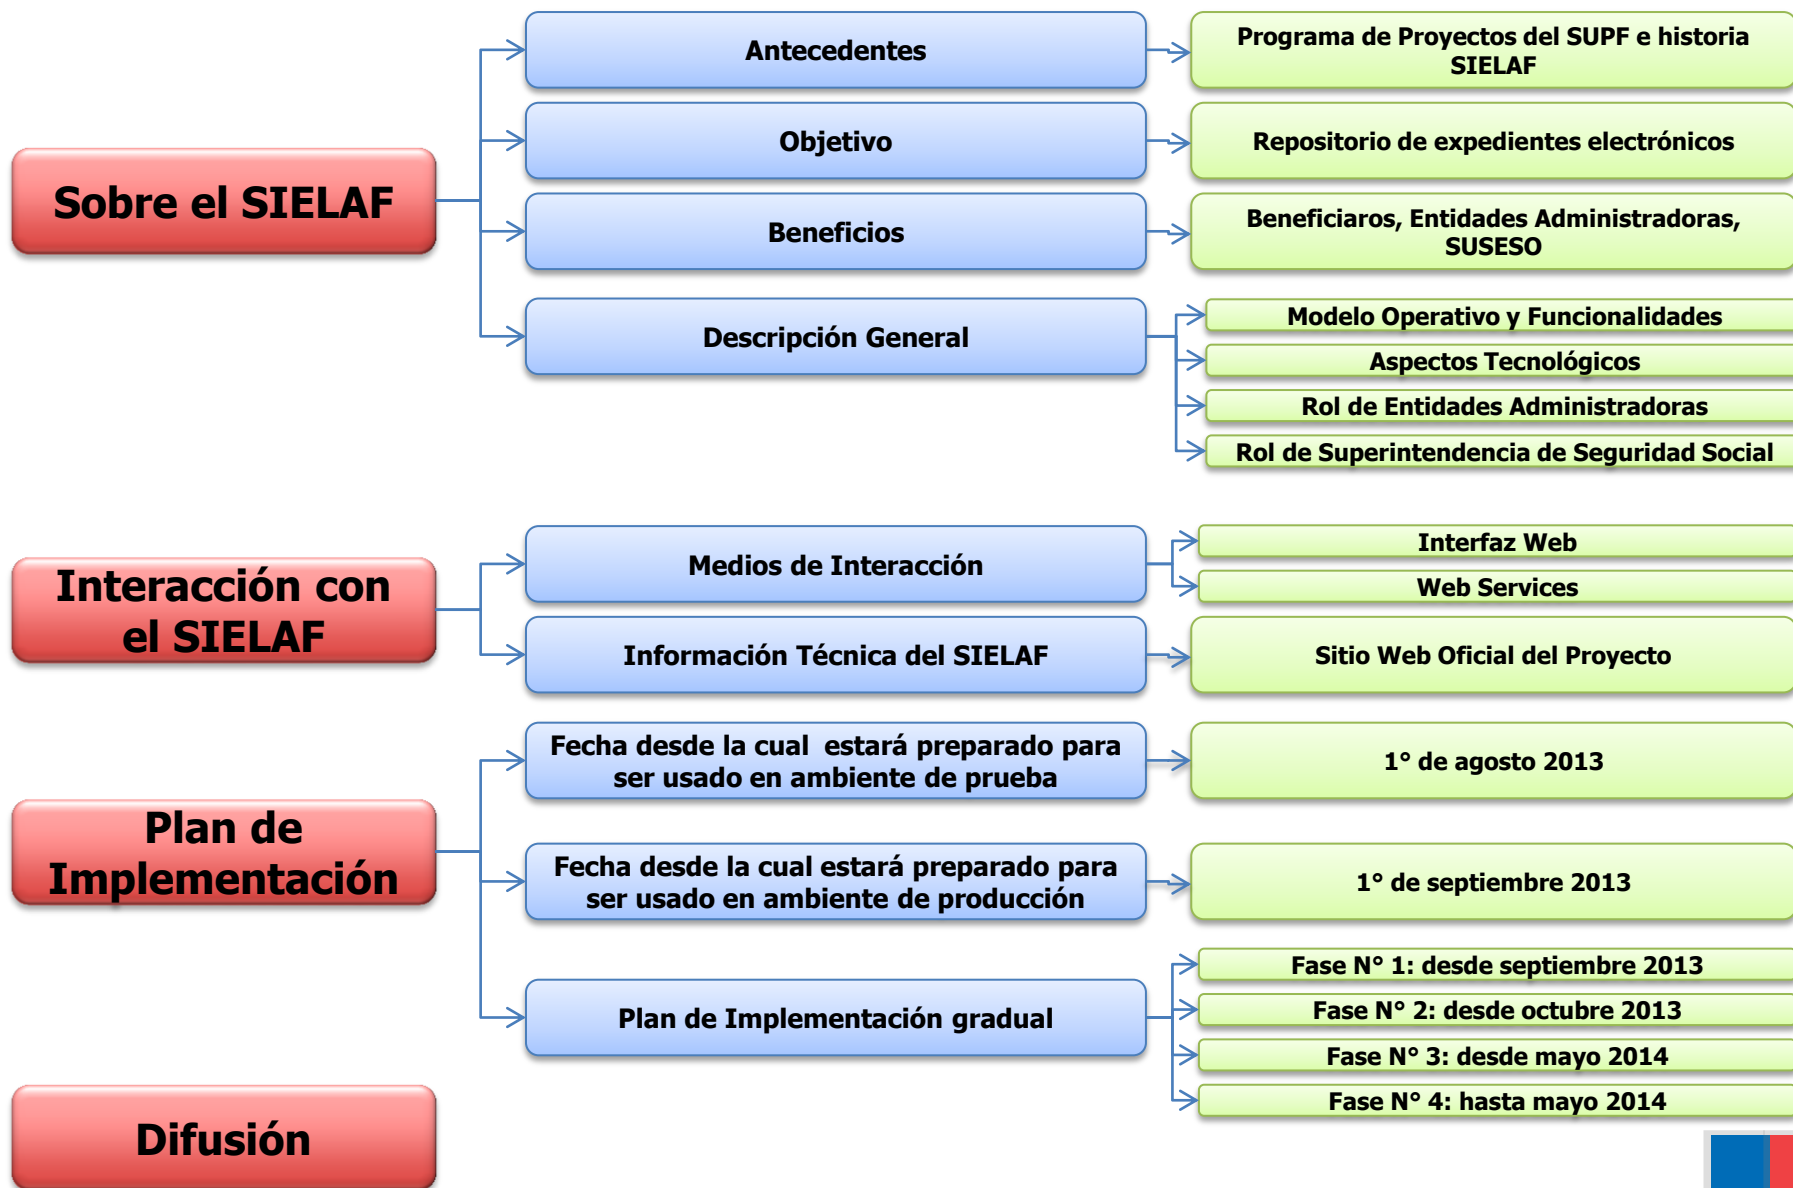 Sobre el SIELAF
Antecedentes
Programa de Proyectos del SUPF e historia
SIELAF
Objetivo
Repositorio de expedientes electrónicos
Beneficios
Beneficiaros, Entidades Administradoras,
SUSESO
Descripción General
Modelo Operativo y Funcionalidades
Aspectos Tecnológicos
Rol de Entidades Administradoras
Rol de Superintendencia de Seguridad Social
Interacción con
el SIELAF
Medios de Interacción
Interfaz Web
Web Services
Información Técnica del SIELAF
Sitio Web Oficial del Proyecto
Plan de
Implementación
Fecha desde la cual estará preparado para
ser usado en ambiente de prueba
1° de agosto 2013
Fecha desde la cual estará preparado para
ser usado en ambiente de producción
1° de septiembre 2013
Plan de Implementación gradual
Fase N° 1: desde septiembre 2013
Fase N° 2: desde octubre 2013
Fase N° 3: desde mayo 2014
Fase N° 4: hasta mayo 2014
Difusión